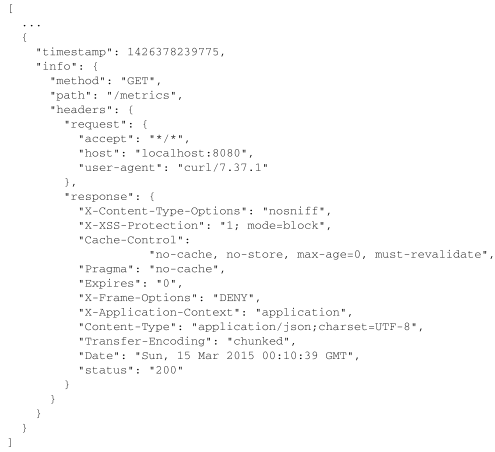 [
  ...
  {
    "timestamp": 1426378239775,
    "info": {
      "method": "GET",
      "path": "/metrics",
      "headers": {
        "request": {
          "accept": "*/*",
          "host": "localhost:8080",
          "user-agent": "curl/7.37.1"
        },
        "response": {
          "X-Content-Type-Options": "nosniff",
          "X-XSS-Protection": "1; mode=block",
          "Cache-Control":
                    "no-cache, no-store, max-age=0, must-revalidate",
          "Pragma": "no-cache",
          "Expires": "0",
          "X-Frame-Options": "DENY",
          "X-Application-Context": "application",
          "Content-Type": "application/json;charset=UTF-8",
          "Transfer-Encoding": "chunked",
          "Date": "Sun, 15 Mar 2015 00:10:39 GMT",
          "status": "200"
        }
      }
    }
  }
]